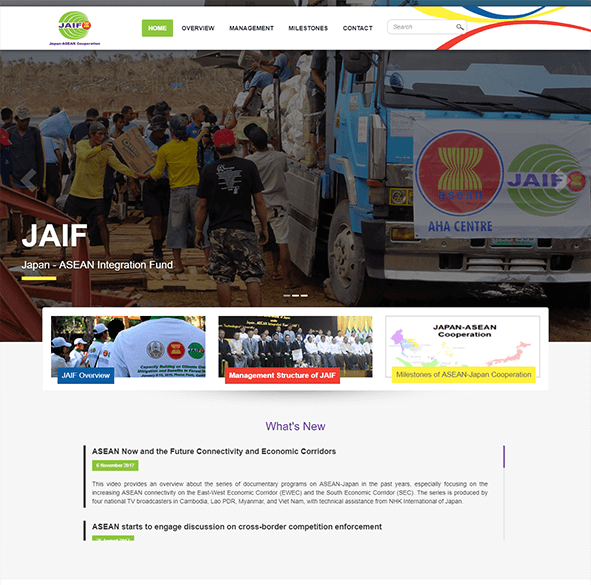 JAIF
Japan-ASEAN Cooperation
HOME OVERVIEW MANAGEMENT MILESTONES CONTACT Search
asean
JAIF
AHA CENTRE
JAIF
Japan - ASEAN Integration Fund
JAPAN-ASEAN
Cooperation
JAIF Overview
Management Structure of JAIF
Milestones of ASEAN-Japan Cooperation
What's New
ASEAN Now and the Future Connectivity and Economic Corridors
6 November 2017
This video provides an overview about the series of documentary programs on ASEAN-Japan in the past years, especially focusing on the
increasing ASEAN connectivity on the East-West Economic Corridor (EWEC) and the South Economic Corridor (SEC). The series is produced by
four national TV broadcasters in Cambodia, Lao PDR, Myanmar, and Viet Nam, with technical assistance from NHK International of Japan.
ASEAN starts to engage discussion on cross-border competition enforcement